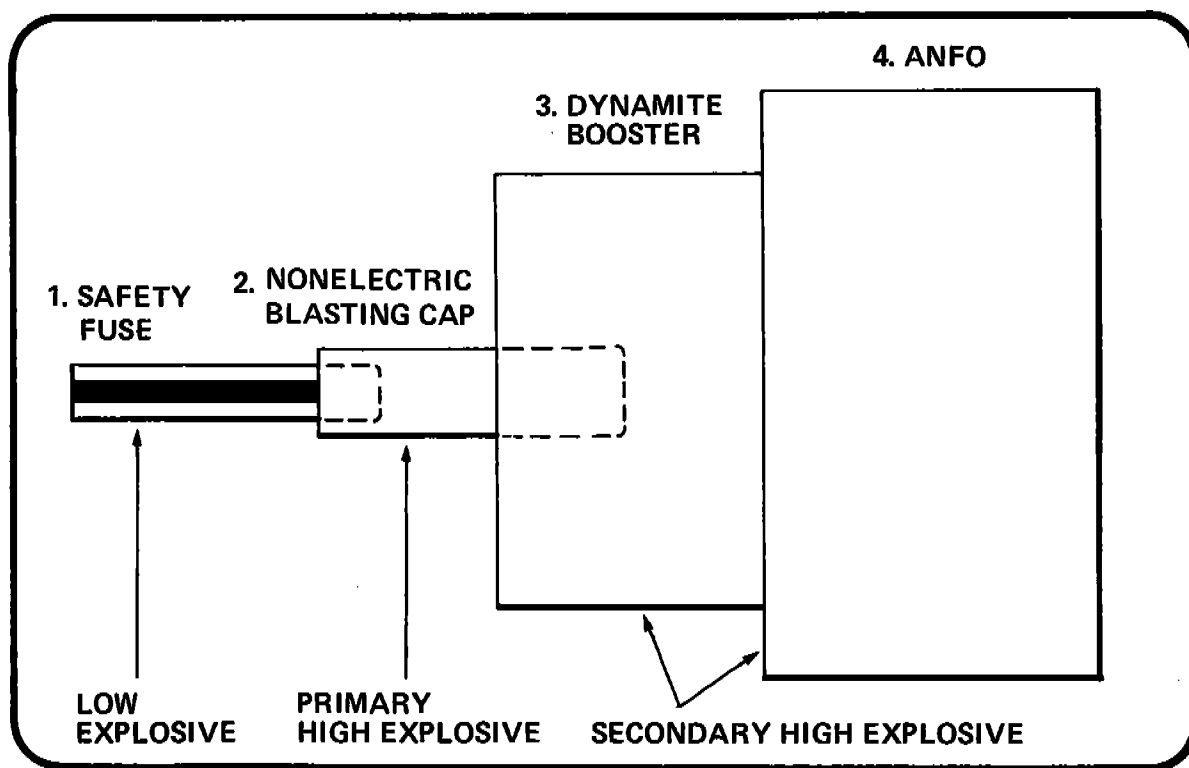 4. ANFO
3. DYNAMITE
BOOSTER
2. NONELECTRIC
BLASTING CAP
1. SAFETY
FUSE
LOW
EXPLOSIVE
PRIMARY
HIGH EXPLOSIVE
SECONDARY HIGH EXPLOSIVE